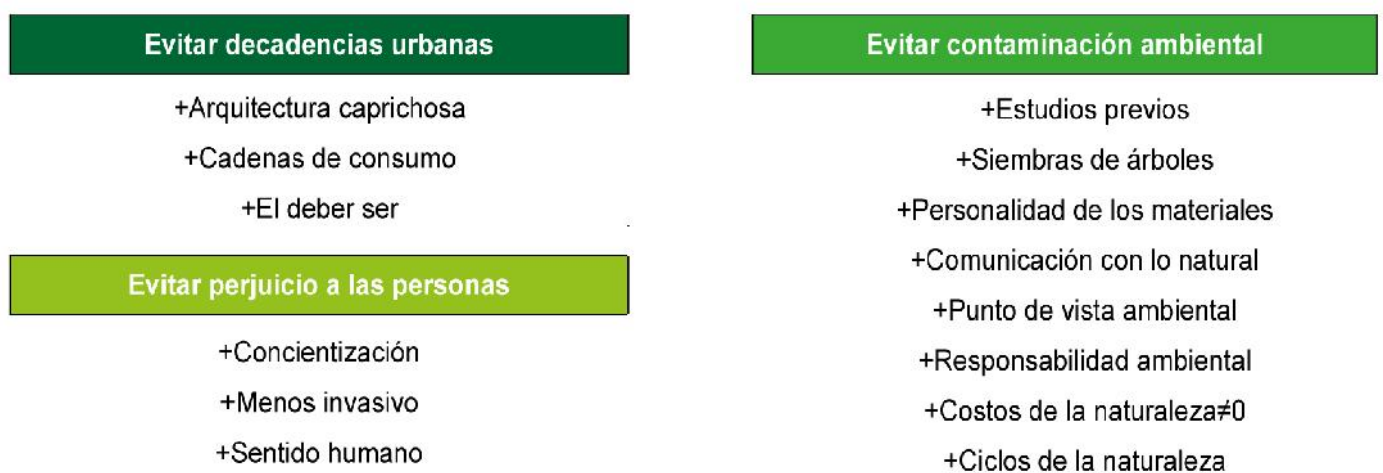 Evitar decadencias urbanas
+Arquitectura caprichosa
+Cadenas de consumo
+El deber ser
Evitar perjuicio a las personas
+Concientización
+Menos invasivo
+Sentido humano
Evitar contaminación ambiental
+Estudios previos
+Siembras de árboles
+Personalidad de los materiales
+Comunicación con lo natural
+Punto de vista ambiental
+Responsabilidad ambiental
+Costos de la naturaleza≠0
+Ciclos de la naturaleza